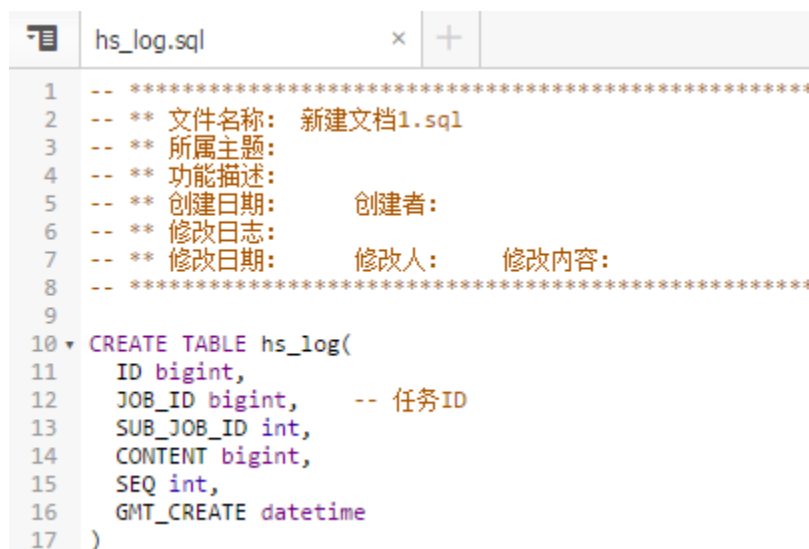 hs_log.sql × +
1 -- ****************************************************
2 -- ** 文件名称: 新建文档1.sql
3 -- ** 所属主题:
4 -- ** 功能描述:
5 -- ** 创建日期: 创建者:
6 -- ** 修改日志:
7 -- ** 修改日期: 修改人: 修改内容:
8 -- ****************************************************
9
10 CREATE TABLE hs_log(
11 ID bigint,
12 JOB_ID bigint, -- 任务ID
13 SUB_JOB_ID int,
14 CONTENT bigint,
15 SEQ int,
16 GMT_CREATE datetime
17 )